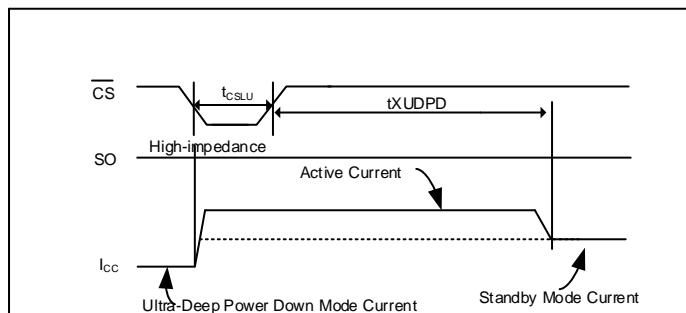 CS
tCSLU
tXUDPD
High-impedance
SO
Active Current
ICC
Ultra-Deep Power Down Mode Current
Standby Mode Current